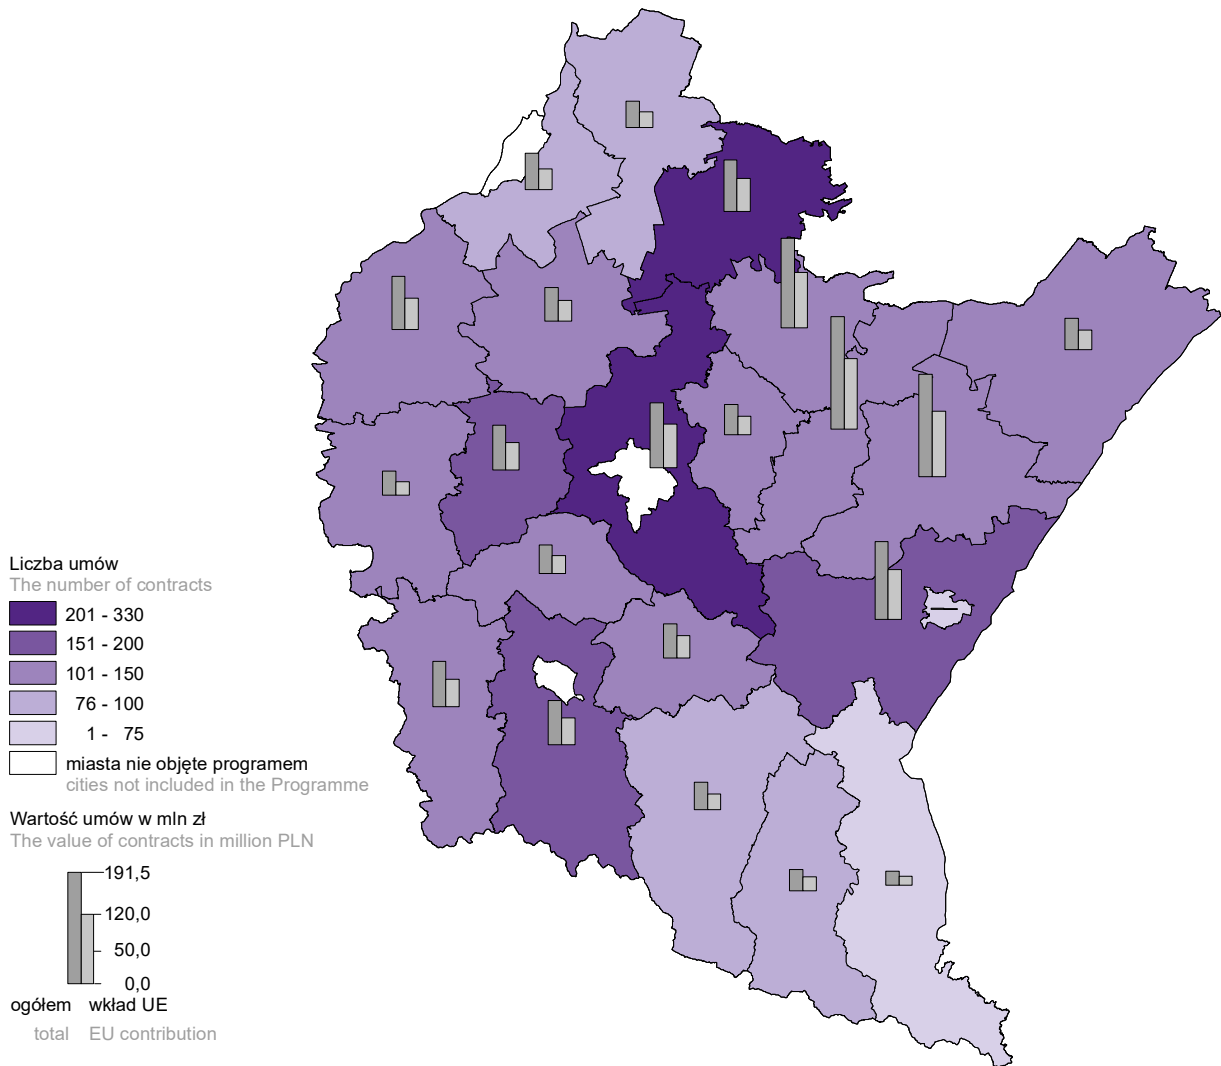 Liczba umów
The number of contracts
201 - 330
151 - 200
101 - 150
76 - 100
1 - 75
miasta nie objęte programem
cities not included in the Programme
Wartość umów w mln zł
The value of contracts in million PLN
191,5
120,0
50,0
0,0
ogółem wkład UE
total EU contribution